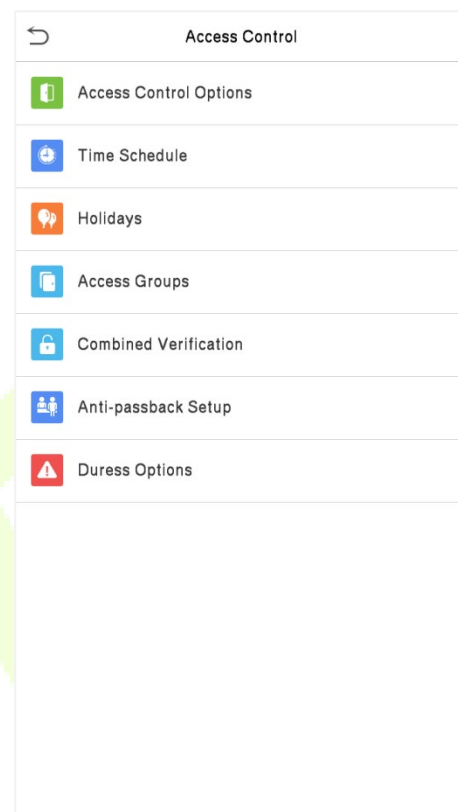 Access Control
Access Control Options
Time Schedule
Holidays
Access Groups
Combined Verification
Anti-passback Setup
Duress Options